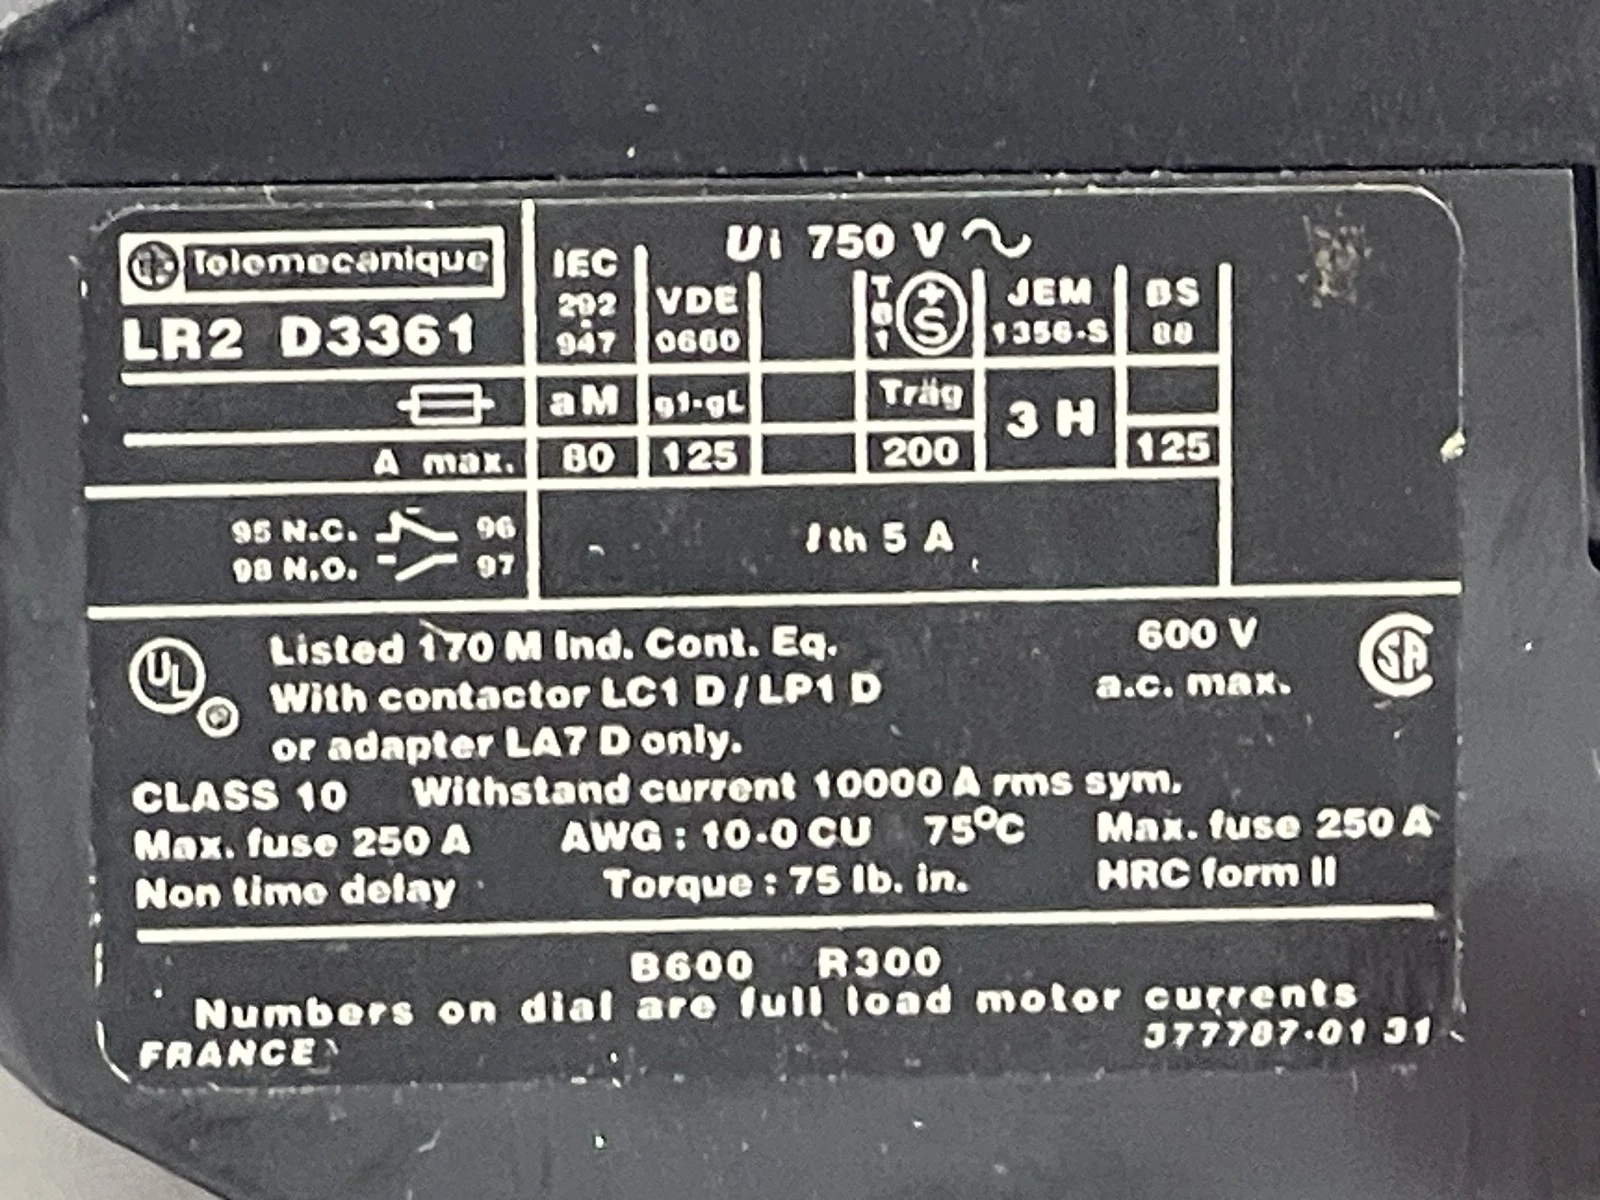 Telemecanique
LR2 D3361
Ui 750 V ~
IEC 292 947
VDE 0660
TGL
S
JEM 1356-S
BS 88
aM
g1-gL
Träg
3 H
A max.
80
125
200
125
95 N.C. 96
98 N.O. 97
Ith 5 A
UL
R
Listed 170 M Ind. Cont. Eq.
With contactor LC1 D / LP1 D
or adapter LA7 D only.
600 V
a.c. max.
SA
CLASS 10 Withstand current 10000 A rms sym.
Max. fuse 250 A AWG : 10-0 CU 75°C Max. fuse 250 A
Non time delay Torque : 75 lb. in. HRC form II
B600 R300
Numbers on dial are full load motor currents
FRANCE 377787-01 31